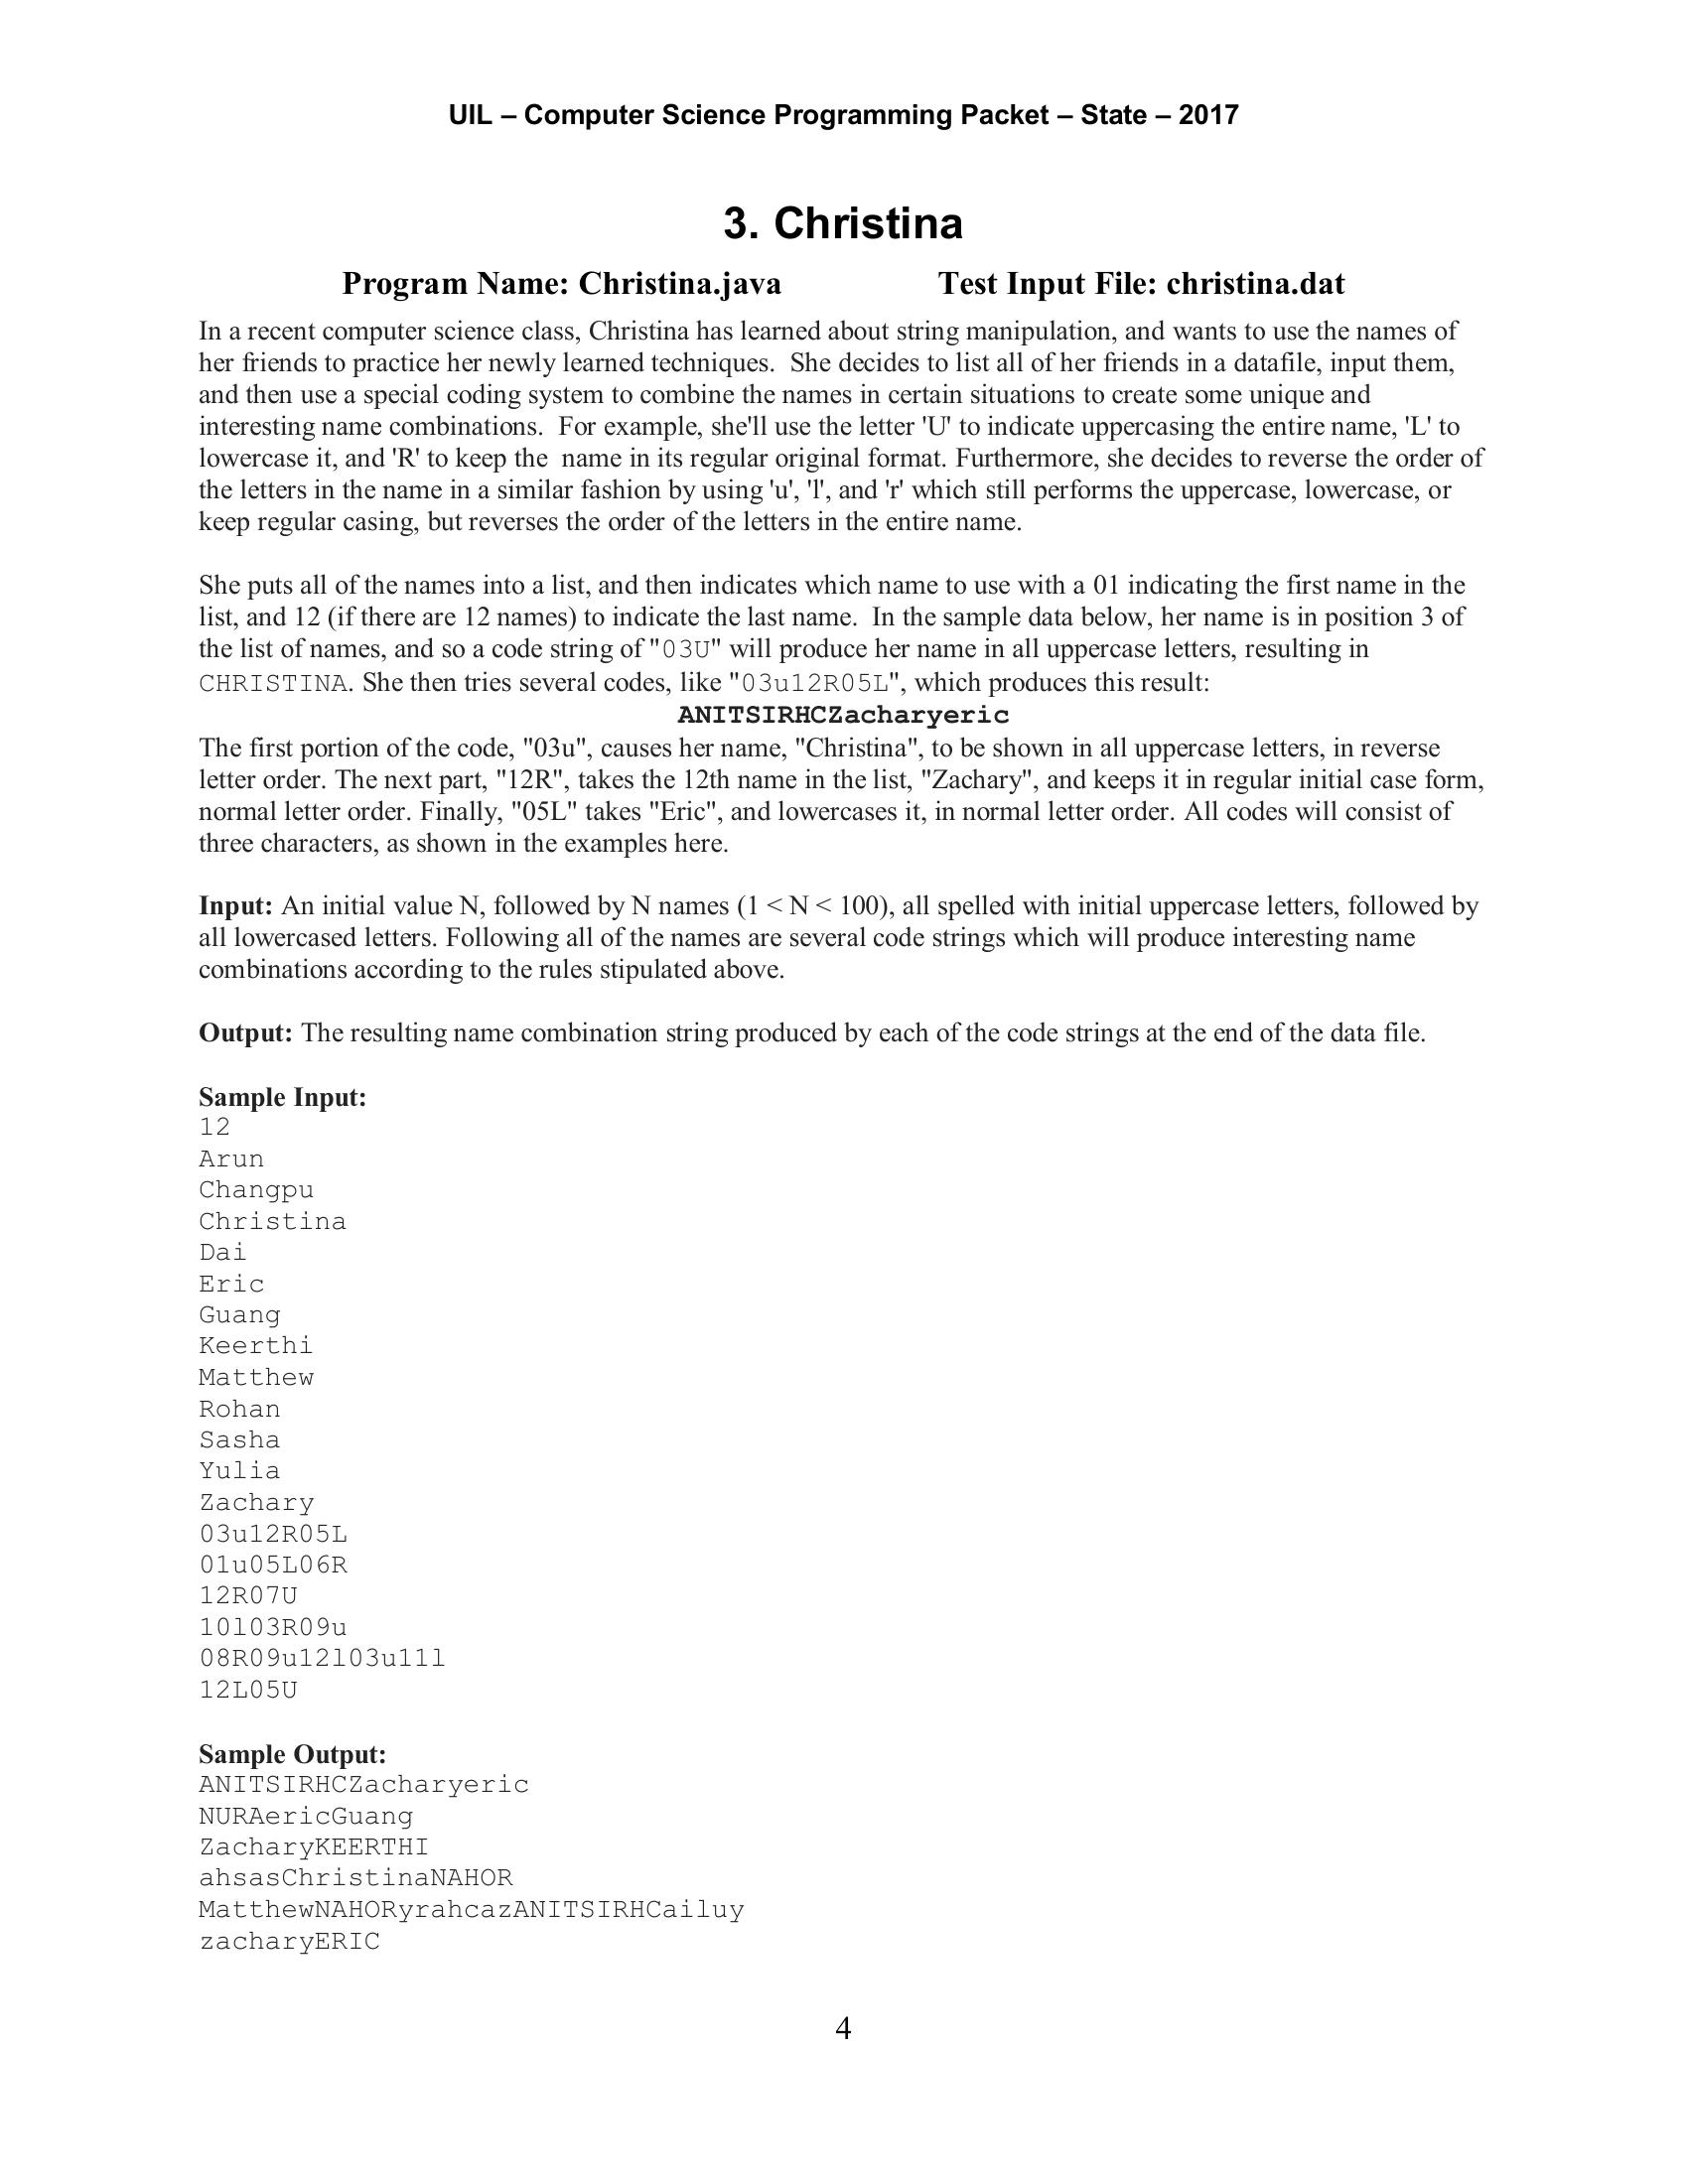 UIL – Computer Science Programming Packet – State – 2017
3. Christina
Program Name: Christina.java Test Input File: christina.dat
In a recent computer science class, Christina has learned about string manipulation, and wants to use the names of
her friends to practice her newly learned techniques.  She decides to list all of her friends in a datafile, input them,
and then use a special coding system to combine the names in certain situations to create some unique and
interesting name combinations.  For example, she'll use the letter 'U' to indicate uppercasing the entire name, 'L' to
lowercase it, and 'R' to keep the  name in its regular original format. Furthermore, she decides to reverse the order of
the letters in the name in a similar fashion by using 'u', 'l', and 'r' which still performs the uppercase, lowercase, or
keep regular casing, but reverses the order of the letters in the entire name.
She puts all of the names into a list, and then indicates which name to use with a 01 indicating the first name in the
list, and 12 (if there are 12 names) to indicate the last name.  In the sample data below, her name is in position 3 of
the list of names, and so a code string of "03U" will produce her name in all uppercase letters, resulting in
CHRISTINA. She then tries several codes, like "03u12R05L", which produces this result:
ANITSIRHCZacharyeric
The first portion of the code, "03u", causes her name, "Christina", to be shown in all uppercase letters, in reverse
letter order. The next part, "12R", takes the 12th name in the list, "Zachary", and keeps it in regular initial case form,
normal letter order. Finally, "05L" takes "Eric", and lowercases it, in normal letter order. All codes will consist of
three characters, as shown in the examples here.
Input: An initial value N, followed by N names (1 < N < 100), all spelled with initial uppercase letters, followed by
all lowercased letters. Following all of the names are several code strings which will produce interesting name
combinations according to the rules stipulated above.
Output: The resulting name combination string produced by each of the code strings at the end of the data file.
Sample Input:
12
Arun
Changpu
Christina
Dai
Eric
Guang
Keerthi
Matthew
Rohan
Sasha
Yulia
Zachary
03u12R05L
01u05L06R
12R07U
10l03R09u
08R09u12l03u11l
12L05U
Sample Output:
ANITSIRHCZacharyeric
NURAericGuang
ZacharyKEERTHI
ahsasChristinaNAHOR
MatthewNAHORyrahcazANITSIRHCailuy
zacharyERIC
4